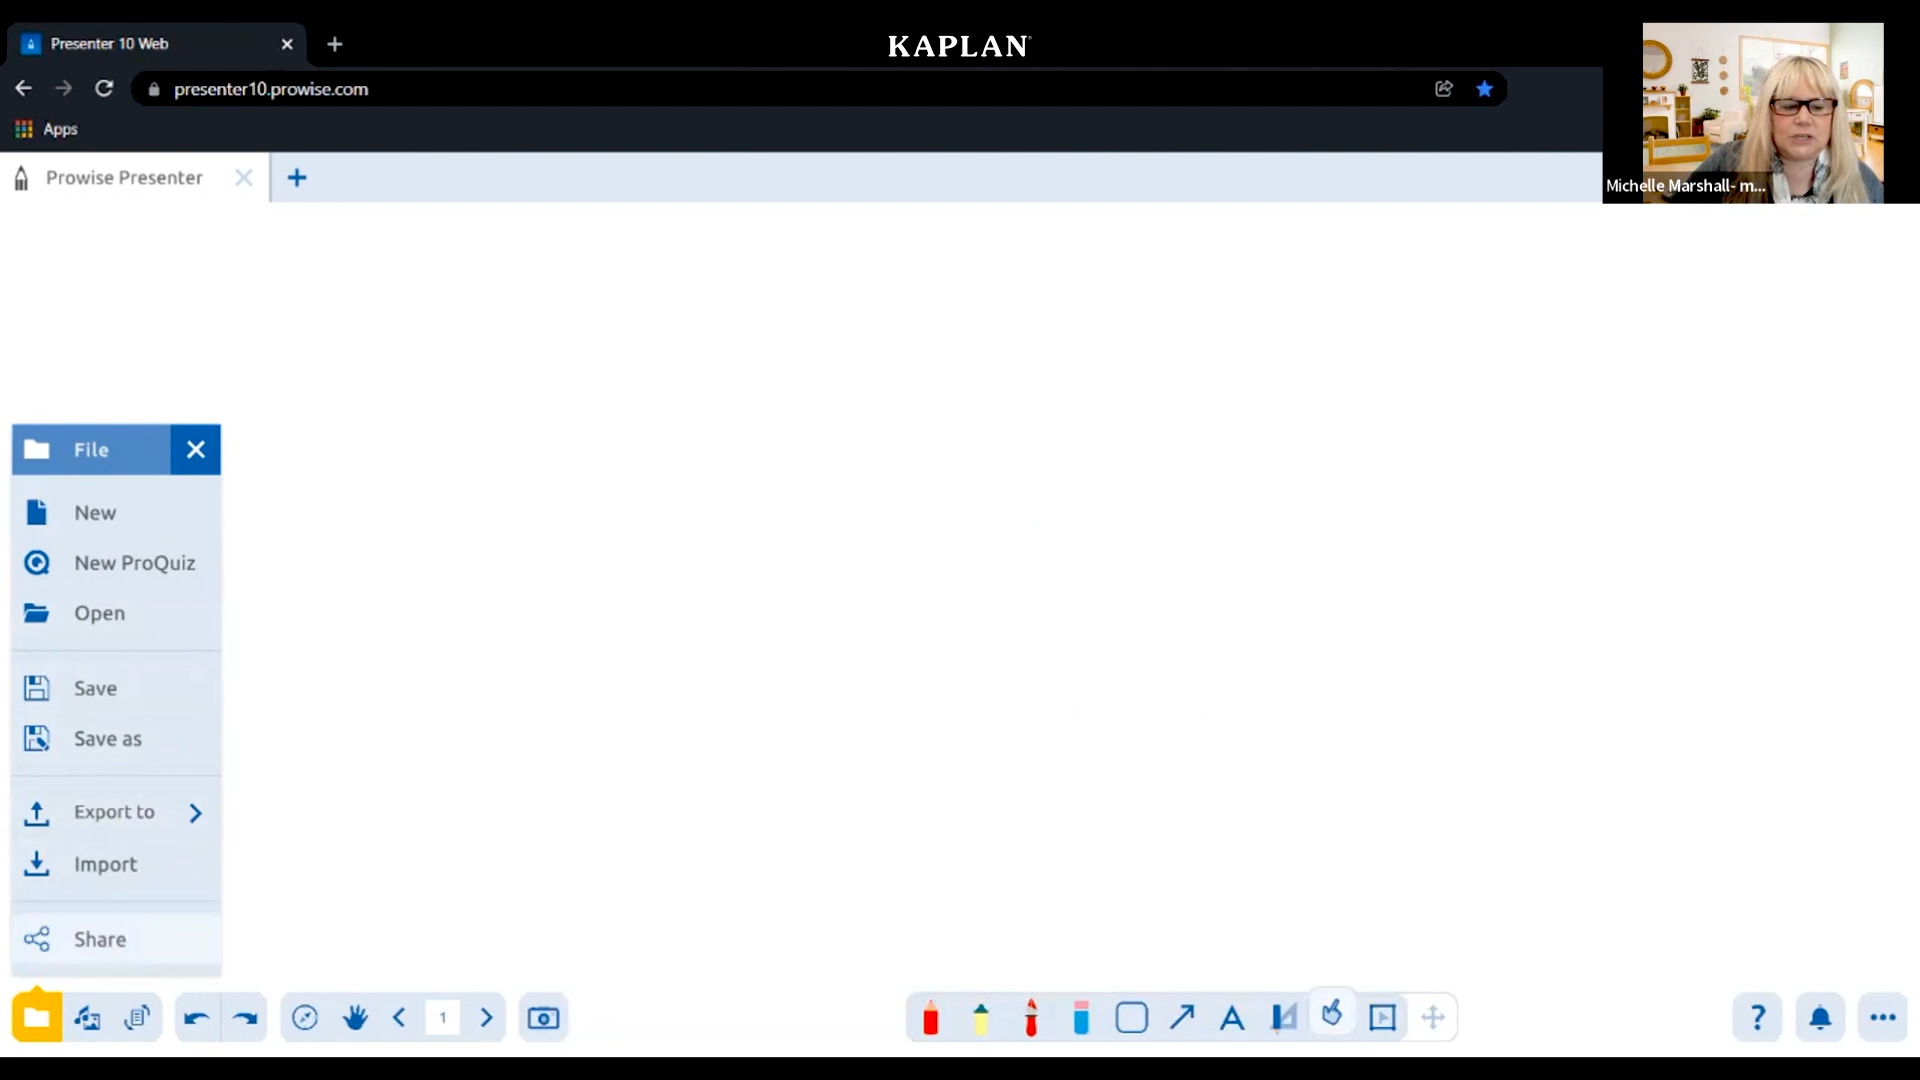 Presenter 10 Web
KAPLAN
presenter10.prowise.com
Apps
Prowise Presenter
Michelle Marshall- m...
File
New
New ProQuiz
Open
Save
Save as
Export to
Import
Share
1
A
?